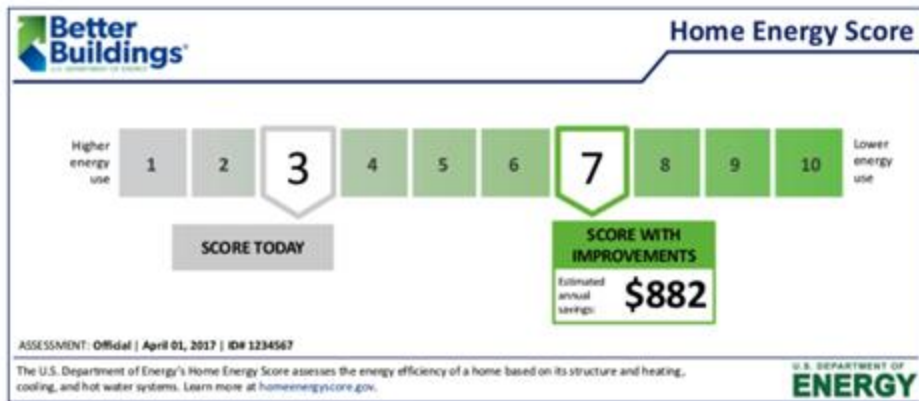 Better
Buildings®
U.S. DEPARTMENT OF ENERGY
Home Energy Score
Higher
energy
use
1 2 3 4 5 6 7 8 9 10
Lower
energy
use
SCORE TODAY
SCORE WITH
IMPROVEMENTS
Estimated
annual
savings:
$882
ASSESSMENT: Official | April 01, 2017 | ID# 1234567
The U.S. Department of Energy's Home Energy Score assesses the energy efficiency of a home based on its structure and heating,
cooling, and hot water systems. Learn more at homeenergyscore.gov.
U.S. DEPARTMENT OF
ENERGY